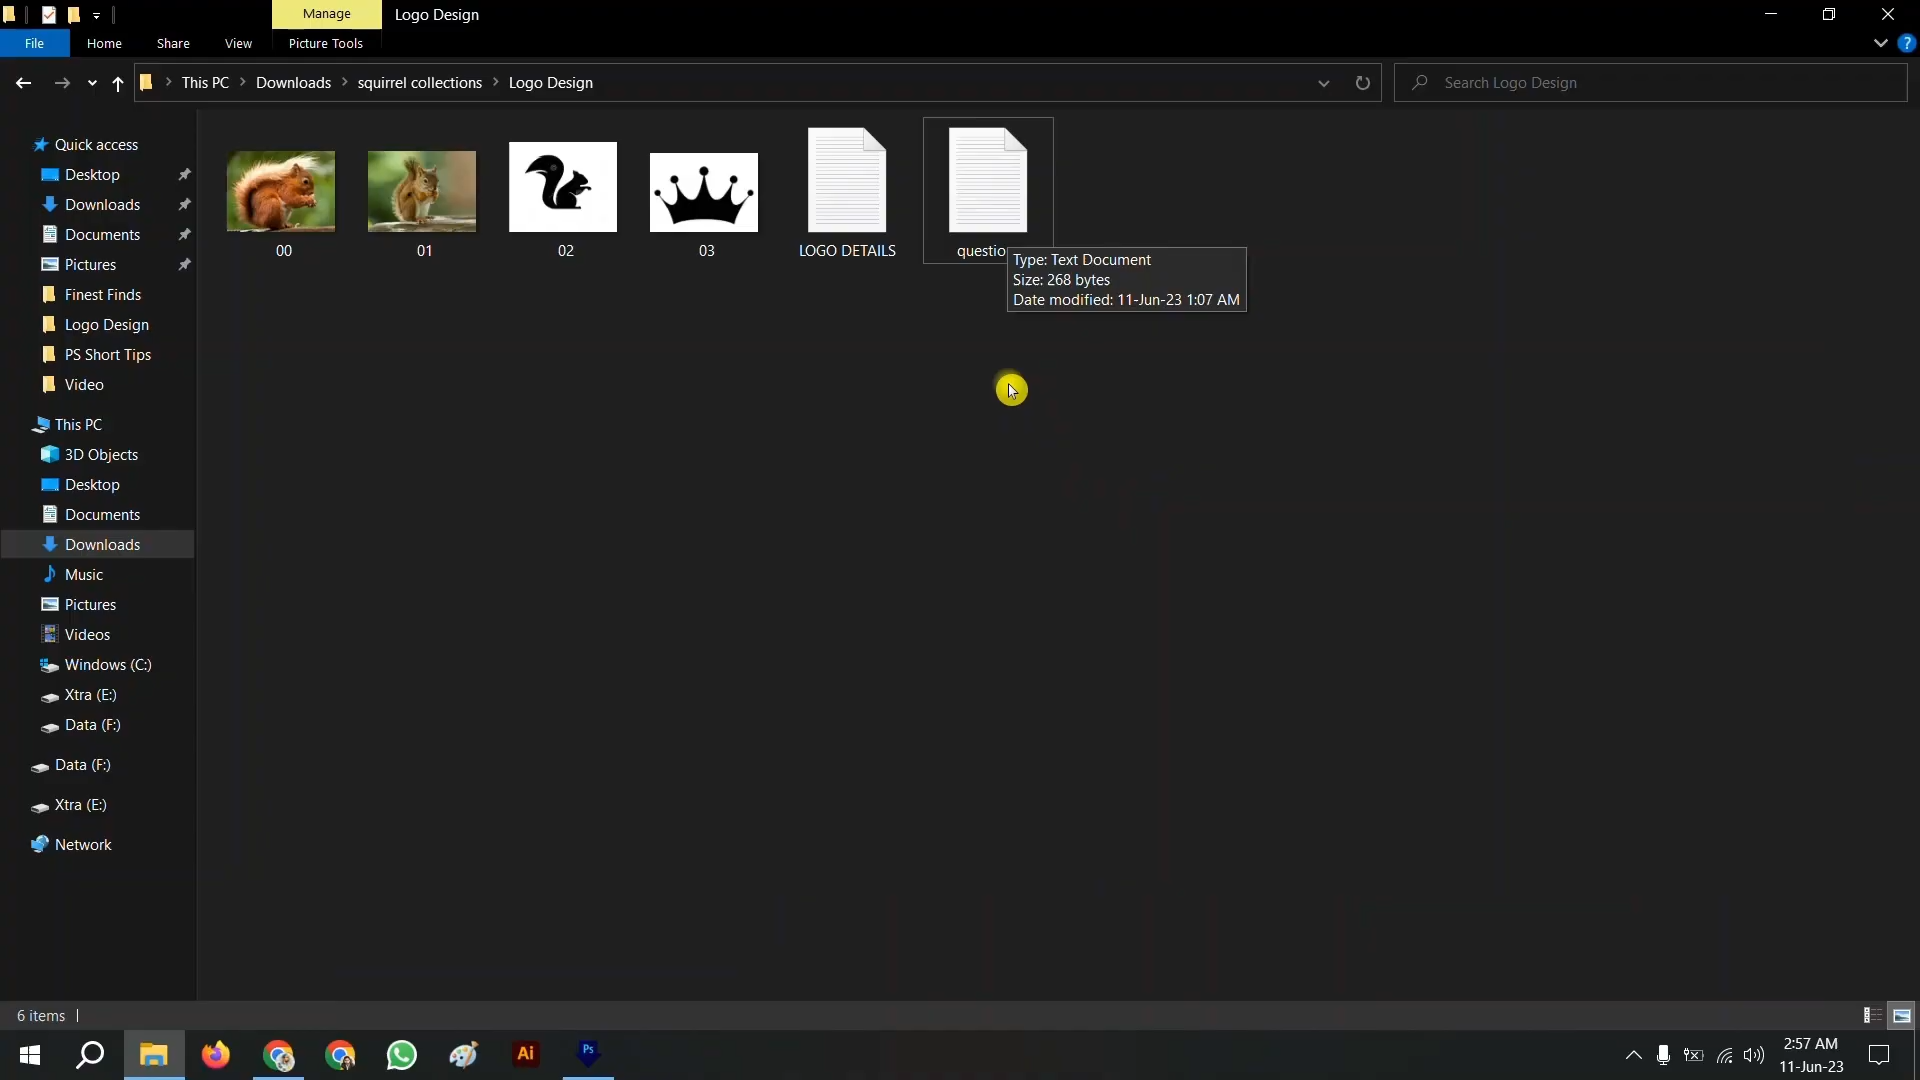 Manage
Logo Design
File
Home
Share
View
Picture Tools
?
This PC
Downloads
squirrel collections
Logo Design
Search Logo Design
Quick access
Desktop
Downloads
Documents
Pictures
Finest Finds
Logo Design
PS Short Tips
Video
This PC
3D Objects
Desktop
Documents
Downloads
Music
Pictures
Videos
Windows (C:)
Xtra (E:)
Data (F:)
Data (F:)
Xtra (E:)
Network
00
01
02
03
LOGO DETAILS
questio
Type: Text Document
Size: 268 bytes
Date modified: 11-Jun-23 1:07 AM
6 items
Ai
Ps
2:57 AM
11-Jun-23